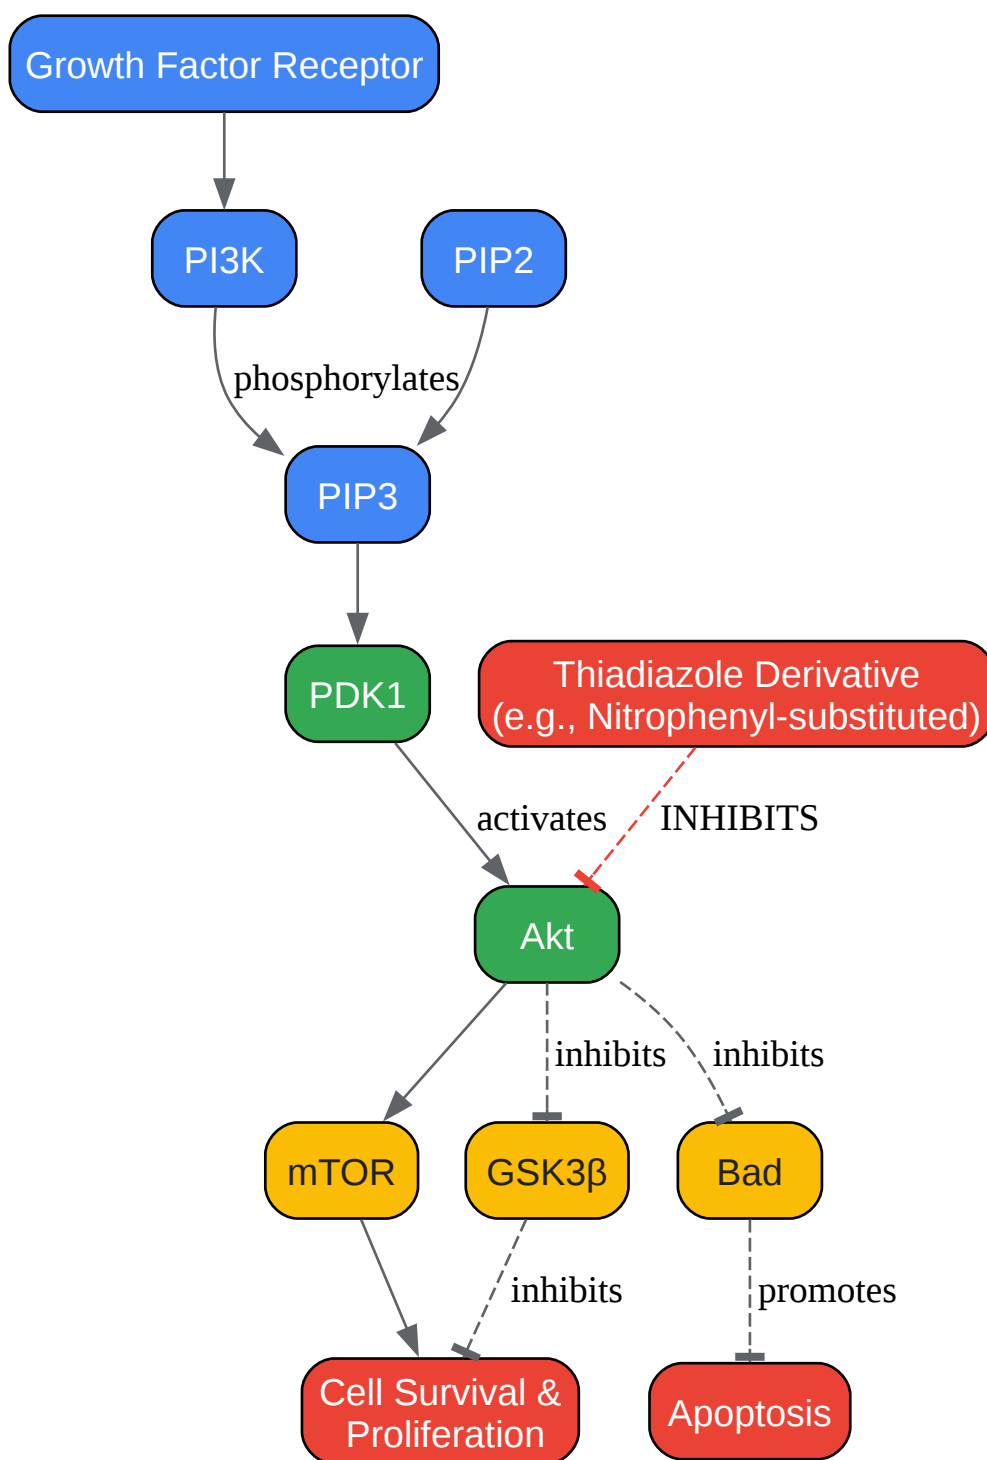 Growth Factor Receptor
PI3K
PIP2
phosphorylates
PIP3
PDK1
Thiadiazole Derivative
(e.g., Nitrophenyl-substituted)
activates
INHIBITS
Akt
inhibits
inhibits
mTOR
GSK3β
Bad
inhibits
promotes
Cell Survival &
Proliferation
Apoptosis